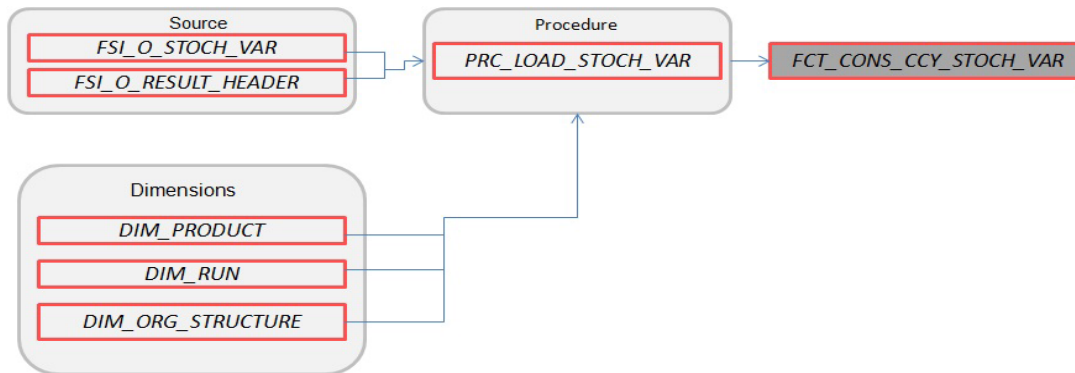 Source
FSI_O_STOCH_VAR
FSI_O_RESULT_HEADER
Procedure
PRC_LOAD_STOCH_VAR
FCT_CONS_CCY_STOCH_VAR
Dimensions
DIM_PRODUCT
DIM_RUN
DIM_ORG_STRUCTURE